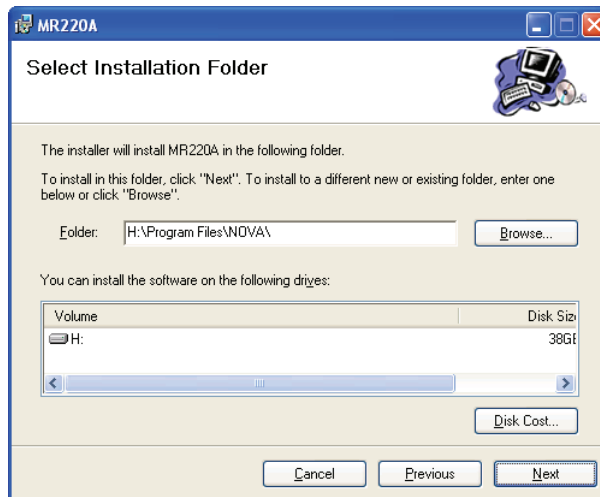 MR220A
Select Installation Folder
The installer will install MR220A in the following folder.
To install in this folder, click "Next". To install to a different new or existing folder, enter one
below or click "Browse".
Folder: H:\Program Files\NOVA\ Browse...
You can install the software on the following drives:
Volume Disk Siz
H: 38GB
Disk Cost...
Cancel Previous Next